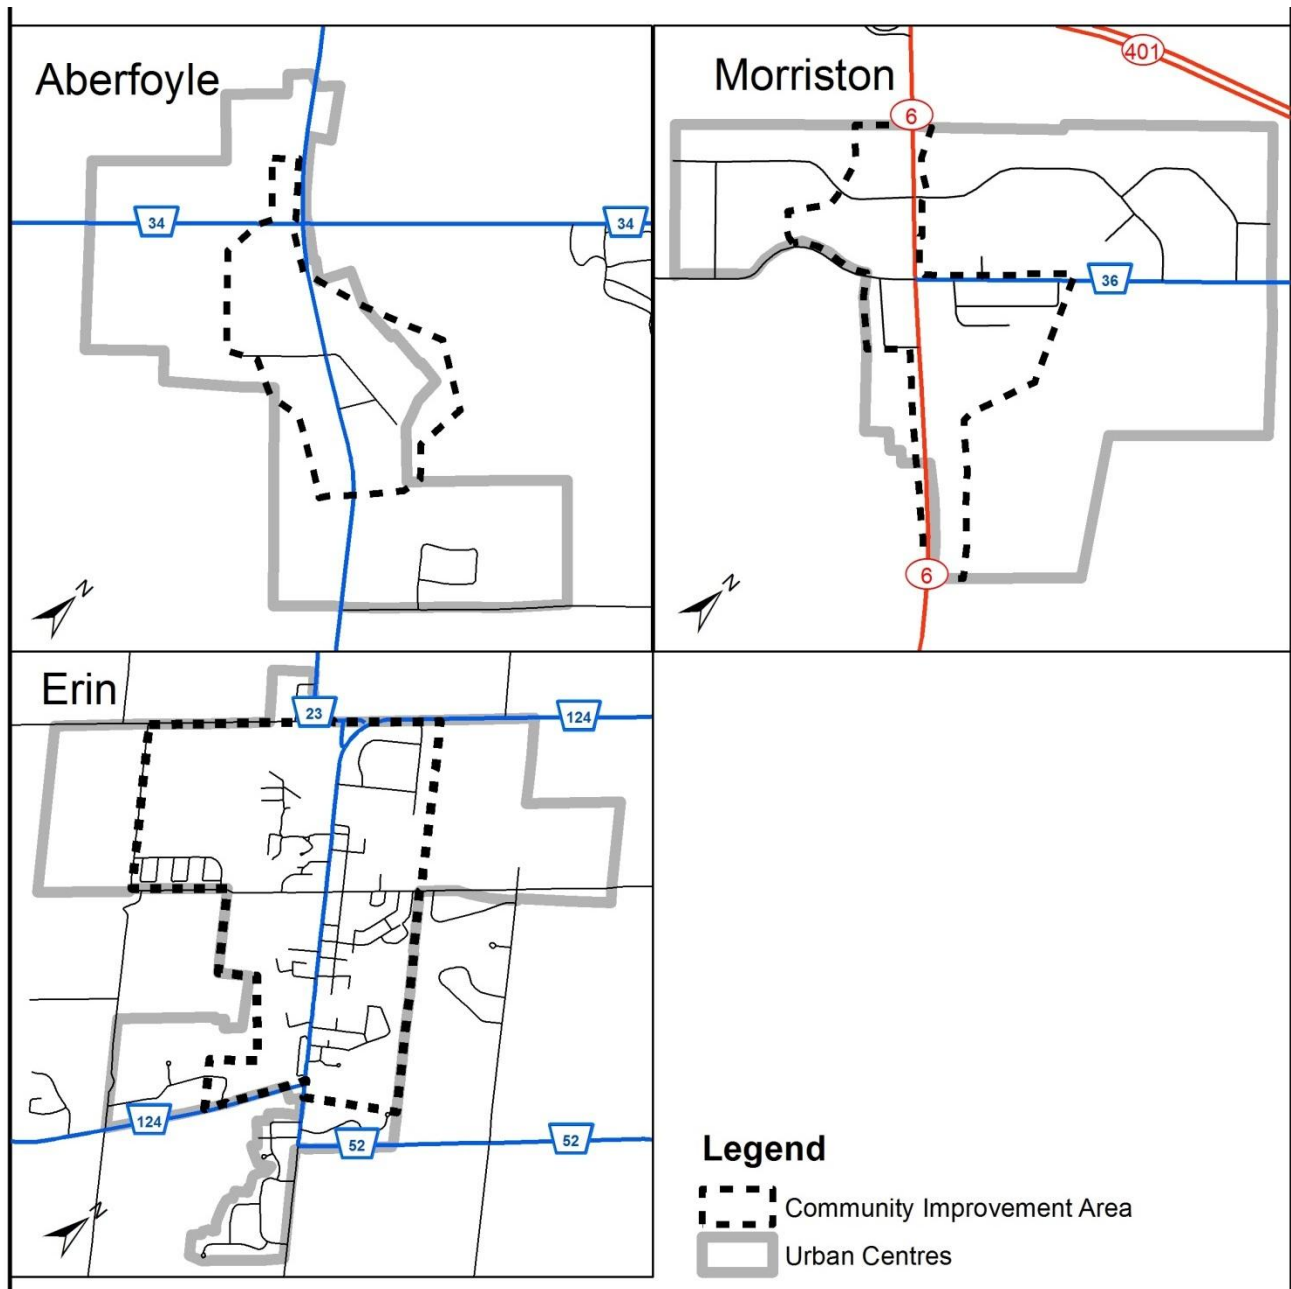 Aberfoyle
34
34
N
Morriston
401
6
36
6
N
Erin
23
124
124
52
52
N
Legend
Community Improvement Area
Urban Centres